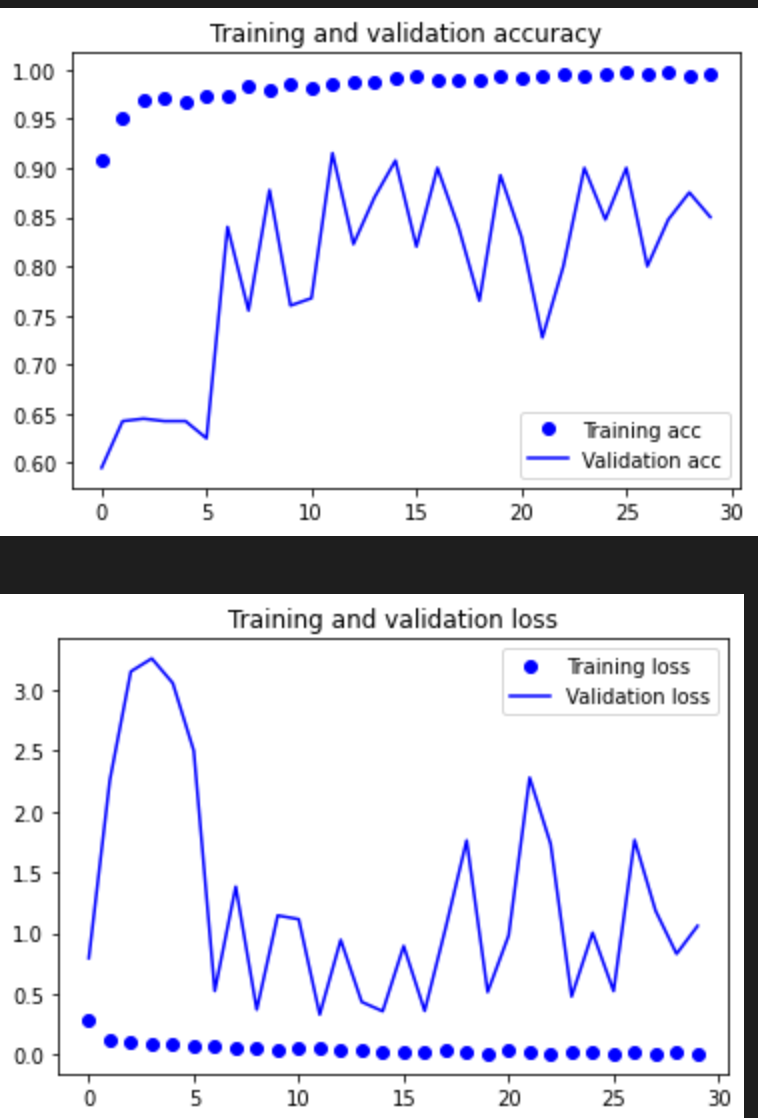 Training and validation accuracy
1.00
0.95
0.90
0.85
0.80
0.75
0.70
0.65
0.60
Training acc
Validation acc
0 5 10 15 20 25 30
Training and validation loss
Training loss
Validation loss
3.0
2.5
2.0
1.5
1.0
0.5
0.0
0 5 10 15 20 25 30